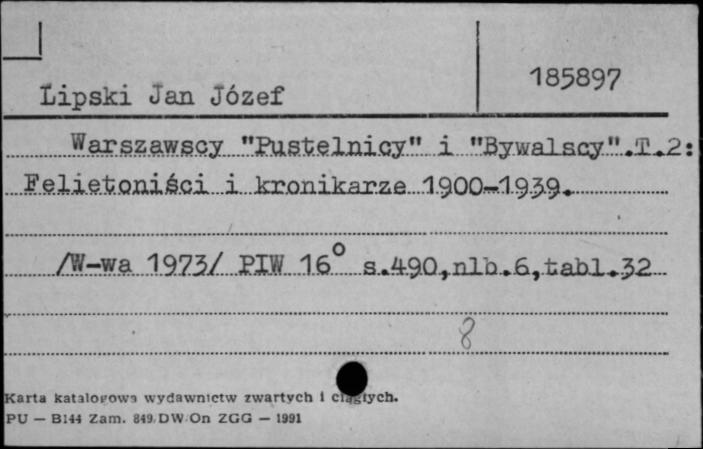 185897
Lipski Jan Józef
Warszawscy "Pustelnicy" i "Bywalscy".T.2:
Felietoniści i kronikarze 1900-1939.
/W-wa 1973/ PIW 16° s.490,nlb.6,tabl.32
8
Karta katalogowa wydawnictw zwartych i ciągłych.
PU — B144 Zam. 849. DW. On ZGG — 1991